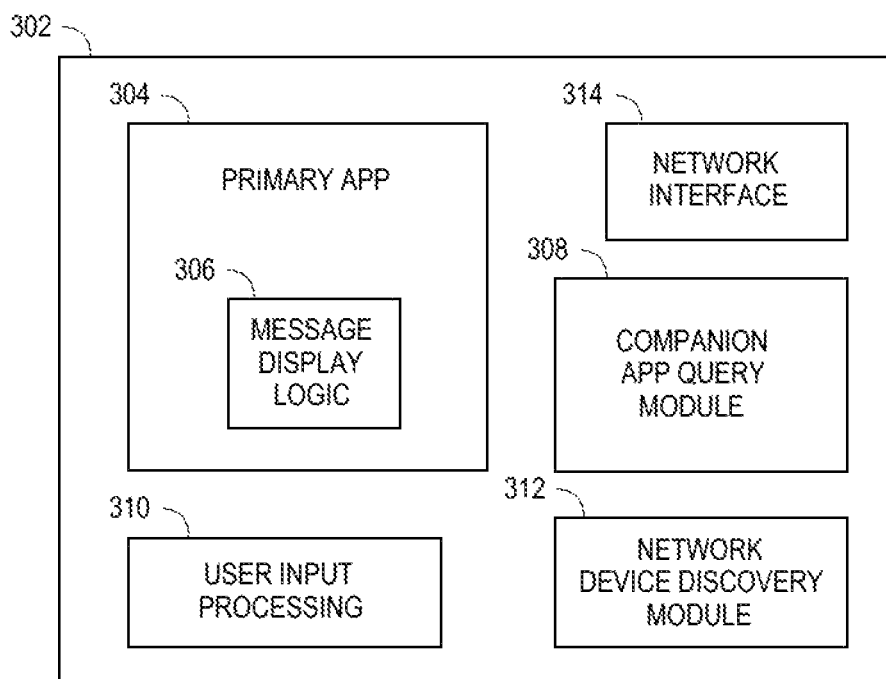 302
304
PRIMARY APP
306
MESSAGE
DISPLAY
LOGIC
314
NETWORK
INTERFACE
308
COMPANION
APP QUERY
MODULE
310
USER INPUT
PROCESSING
312
NETWORK
DEVICE DISCOVERY
MODULE